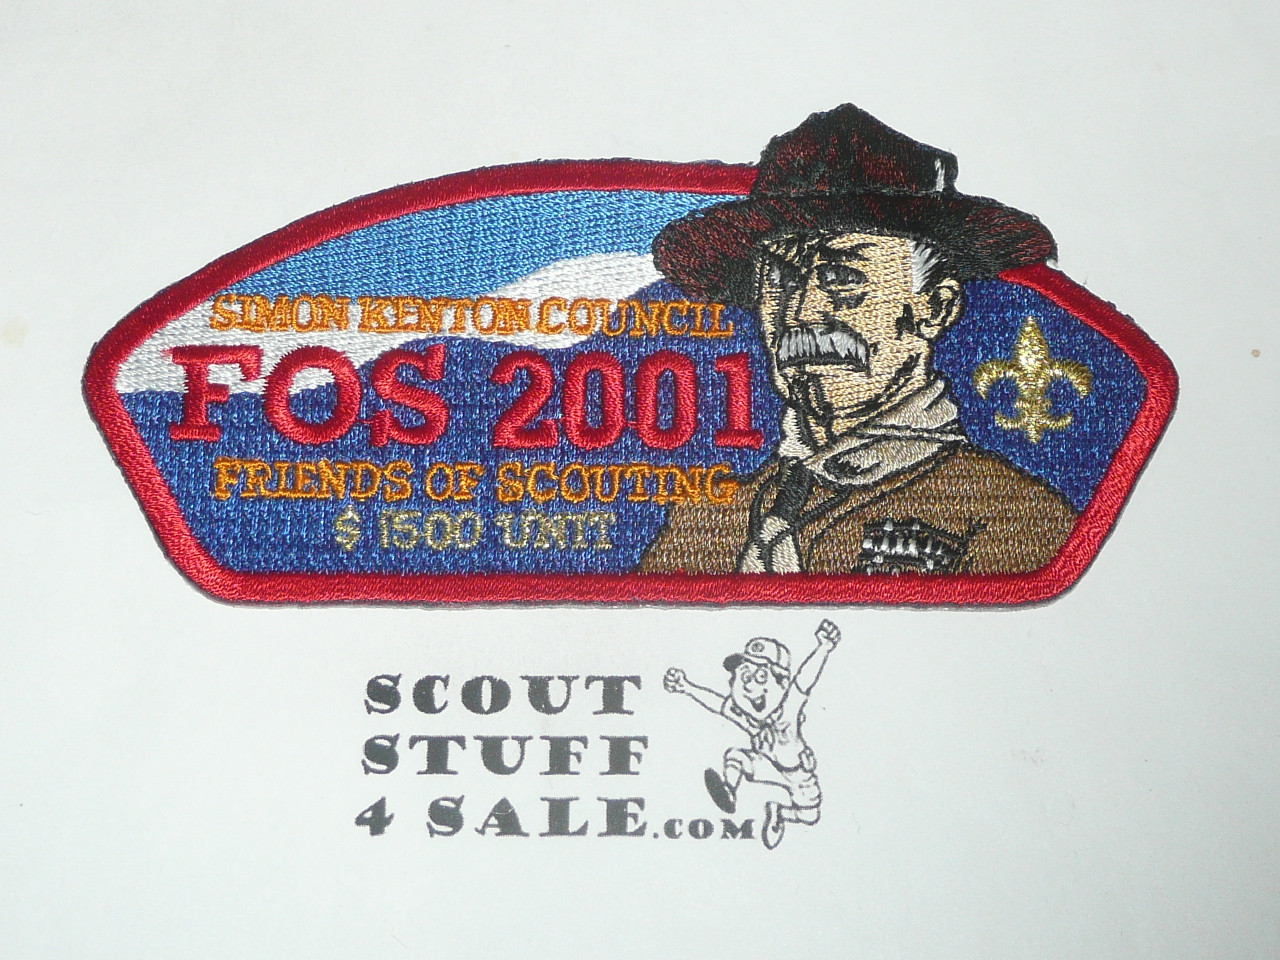 SIMON KENTON COUNCIL
FOS 2001
FRIENDS OF SCOUTING
$ 1500 UNIT
SCOUT
STUFF
4 SALE.COM